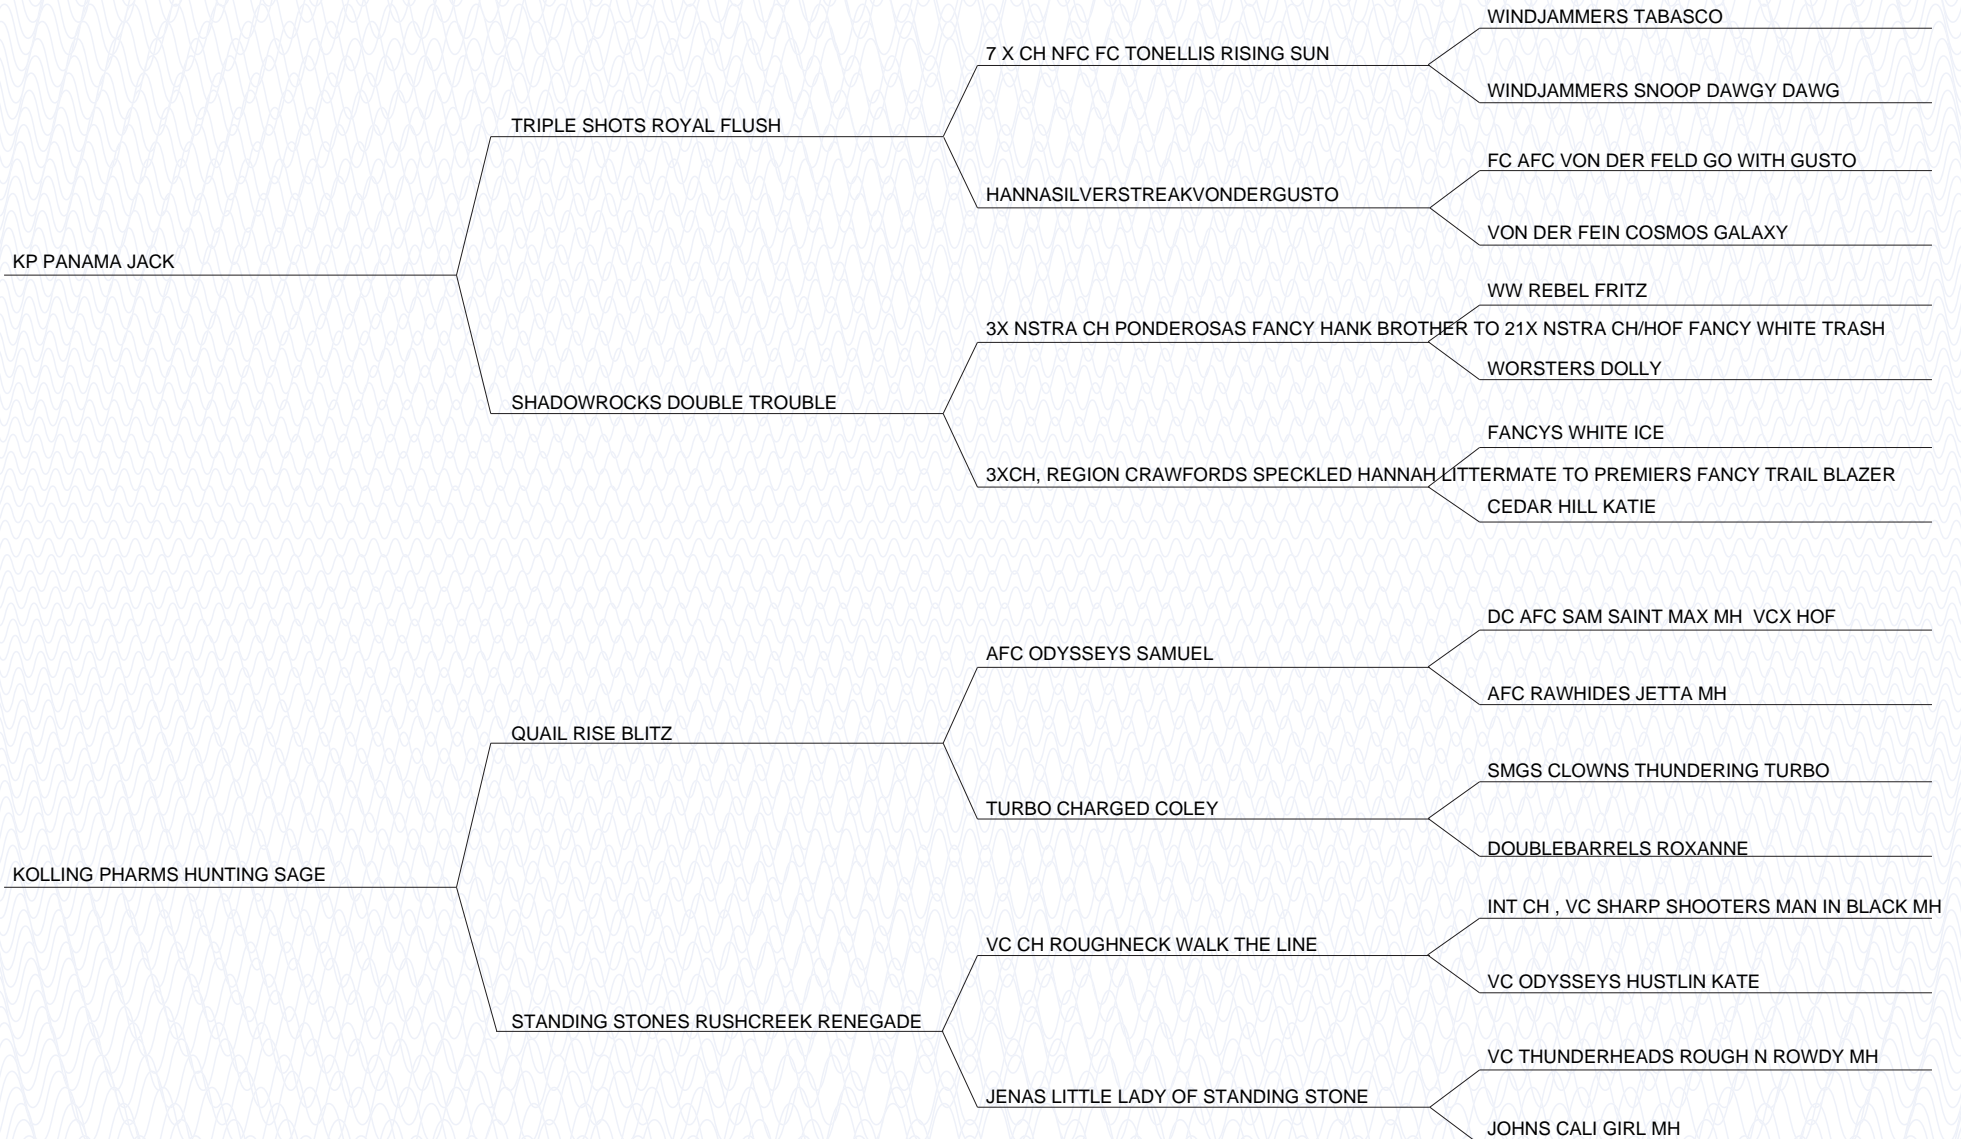 WINDJAMMERS TABASCO
7 X CH NFC FC TONELLIS RISING SUN
WINDJAMMERS SNOOP DAWGY DAWG
TRIPLE SHOTS ROYAL FLUSH
FC AFC VON DER FELD GO WITH GUSTO
HANNASILVERSTREAKVONDERGUSTO
VON DER FEIN COSMOS GALAXY
KP PANAMA JACK
WW REBEL FRITZ
3X NSTRA CH PONDEROSAS FANCY HANK BROTHER TO 21X NSTRA CH/HOF FANCY WHITE TRASH
WORSTERS DOLLY
SHADOWROCKS DOUBLE TROUBLE
FANCYS WHITE ICE
3XCH, REGION CRAWFORDS SPECKLED HANNAH LITTERMATE TO PREMIERS FANCY TRAIL BLAZER
CEDAR HILL KATIE
DC AFC SAM SAINT MAX MH  VCX HOF
AFC ODYSSEYS SAMUEL
AFC RAWHIDES JETTA MH
QUAIL RISE BLITZ
SMGS CLOWNS THUNDERING TURBO
TURBO CHARGED COLEY
DOUBLEBARRELS ROXANNE
KOLLING PHARMS HUNTING SAGE
INT CH , VC SHARP SHOOTERS MAN IN BLACK MH
VC CH ROUGHNECK WALK THE LINE
VC ODYSSEYS HUSTLIN KATE
STANDING STONES RUSHCREEK RENEGADE
VC THUNDERHEADS ROUGH N ROWDY MH
JENAS LITTLE LADY OF STANDING STONE
JOHNS CALI GIRL MH